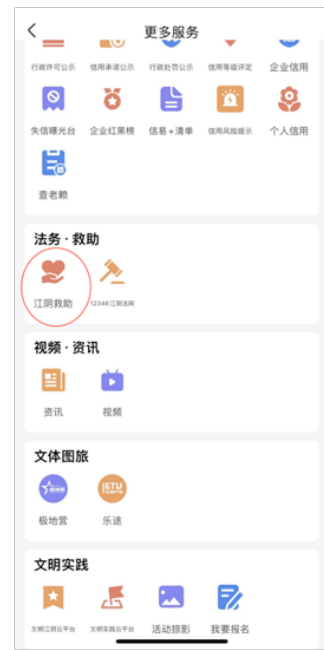 更多服务
行政许可公示 信用承诺公示 行政处罚公示 信用等级评定 企业信用
失信曝光台 企业红黑榜 信易+清单 信用风险提示 个人信用
查老赖
法务·救助
江阴救助 12348江阴法网
视频·资讯
资讯 视频
文体图旅
极地营 乐途
文明实践
文明江阴云平台 文明实践云平台 活动掠影 我要报名